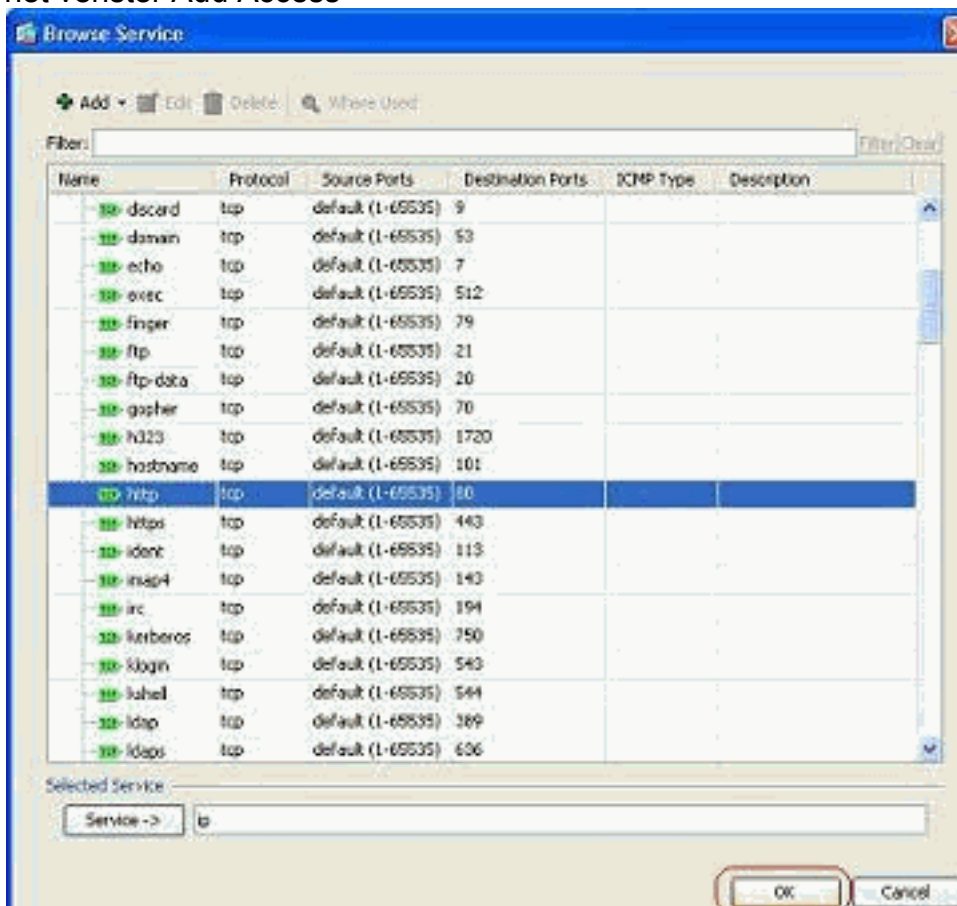 Browse Service
Add Edit Delete Where Used
Filter: Filter Clear
Name Protocol Source Ports Destination Ports ICMP Type Description
discard tcp default (1-65535) 9
domain tcp default (1-65535) 53
echo tcp default (1-65535) 7
exec tcp default (1-65535) 512
finger tcp default (1-65535) 79
ftp tcp default (1-65535) 21
ftp-data tcp default (1-65535) 20
gopher tcp default (1-65535) 70
h323 tcp default (1-65535) 1720
hostname tcp default (1-65535) 101
http tcp default (1-65535) 80
https tcp default (1-65535) 443
ident tcp default (1-65535) 113
imap4 tcp default (1-65535) 143
irc tcp default (1-65535) 194
kerberos tcp default (1-65535) 750
klogin tcp default (1-65535) 543
kshell tcp default (1-65535) 544
ldap tcp default (1-65535) 389
ldaps tcp default (1-65535) 636
Selected Service
Service -> ip
OK Cancel